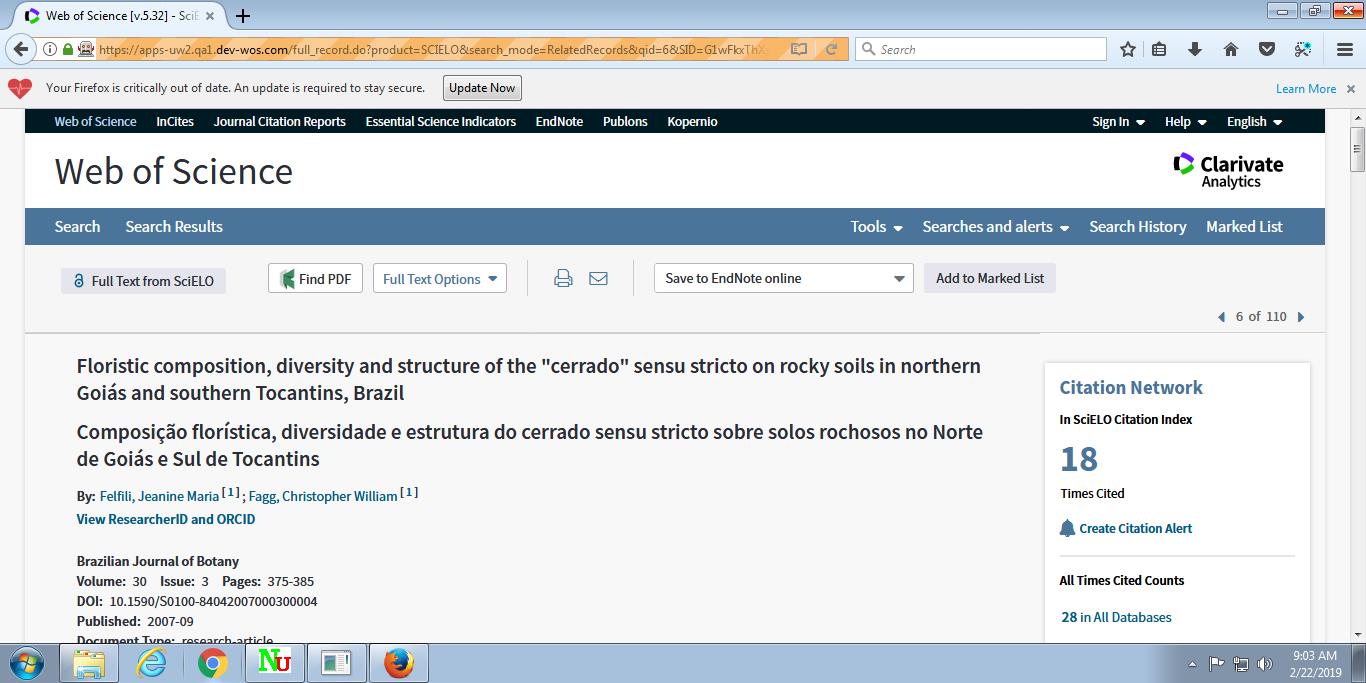 Web of Science [v.5.32] - SciE
https://apps-uw2.qa1.dev-wos.com/full_record.do?product=SCIELO&search_mode=RelatedRecords&qid=6&SID=G1wFkxThX
Search
Your Firefox is critically out of date. An update is required to stay secure. Update Now Learn More
Web of Science InCites Journal Citation Reports Essential Science Indicators EndNote Publons Kopernio Sign In Help English
Web of Science
Clarivate
Analytics
Search Search Results Tools Searches and alerts Search History Marked List
Full Text from SciELO Find PDF Full Text Options Save to EndNote online Add to Marked List
6 of 110
Floristic composition, diversity and structure of the "cerrado" sensu stricto on rocky soils in northern
Goiás and southern Tocantins, Brazil
Composição florística, diversidade e estrutura do cerrado sensu stricto sobre solos rochosos no Norte
de Goiás e Sul de Tocantins
By: Felfili, Jeanine Maria [1] ; Fagg, Christopher William [1]
View ResearcherID and ORCID
Brazilian Journal of Botany
Volume: 30 Issue: 3 Pages: 375-385
DOI: 10.1590/S0100-84042007000300004
Published: 2007-09
Document Type: research-article
Citation Network
In SciELO Citation Index
18
Times Cited
Create Citation Alert
All Times Cited Counts
28 in All Databases
NU
9:03 AM
2/22/2019